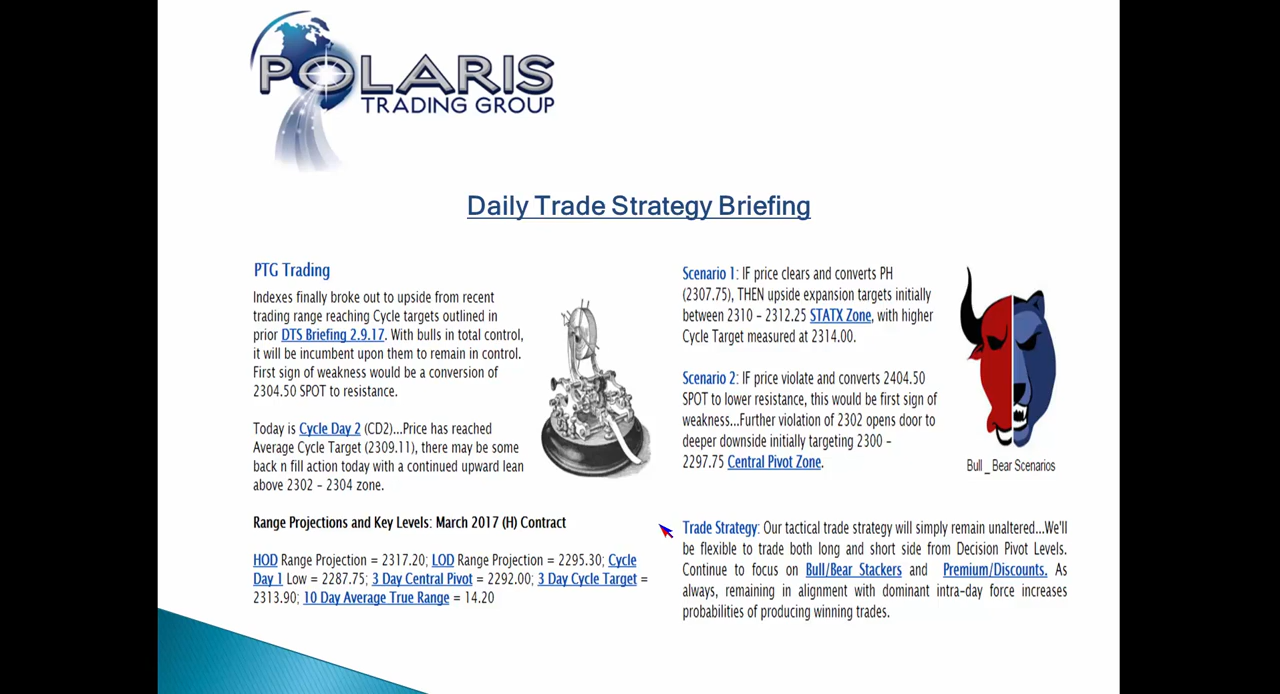 POLARIS
TRADING GROUP
Daily Trade Strategy Briefing
PTG Trading
Indexes finally broke out to upside from recent
trading range reaching Cycle targets outlined in
prior DTS Briefing 2.9.17. With bulls in total control,
it will be incumbent upon them to remain in control.
First sign of weakness would be a conversion of
2304.50 SPOT to resistance.
Today is Cycle Day 2 (CD2)...Price has reached
Average Cycle Target (2309.11), there may be some
back n fill action today with a continued upward lean
above 2302 – 2304 zone.
Range Projections and Key Levels: March 2017 (H) Contract
HOD Range Projection = 2317.20; LOD Range Projection = 2295.30; Cycle
Day 1 Low = 2287.75; 3 Day Central Pivot = 2292.00; 3 Day Cycle Target =
2313.90; 10 Day Average True Range = 14.20
Scenario 1: IF price clears and converts PH
(2307.75), THEN upside expansion targets initially
between 2310 – 2312.25 STATX Zone, with higher
Cycle Target measured at 2314.00.
Scenario 2: IF price violate and converts 2404.50
SPOT to lower resistance, this would be first sign of
weakness...Further violation of 2302 opens door to
deeper downside initially targeting 2300 –
2297.75 Central Pivot Zone.
Bull _ Bear Scenarios
Trade Strategy: Our tactical trade strategy will simply remain unaltered...We'll
be flexible to trade both long and short side from Decision Pivot Levels.
Continue to focus on Bull/Bear Stackers and Premium/Discounts. As
always, remaining in alignment with dominant intra-day force increases
probabilities of producing winning trades.